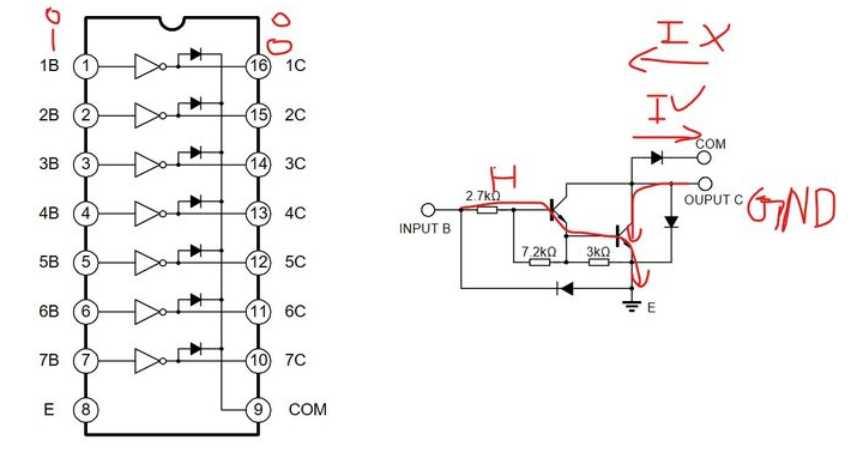 0 0
1 0
1B 1 16 1C
2B 2 15 2C
3B 3 14 3C
4B 4 13 4C
5B 5 12 5C
6B 6 11 6C
7B 7 10 7C
E 8 9 COM
I X
I
COM
H
2.7kΩ
OUPUT C GND
INPUT B
7.2kΩ 3kΩ
E